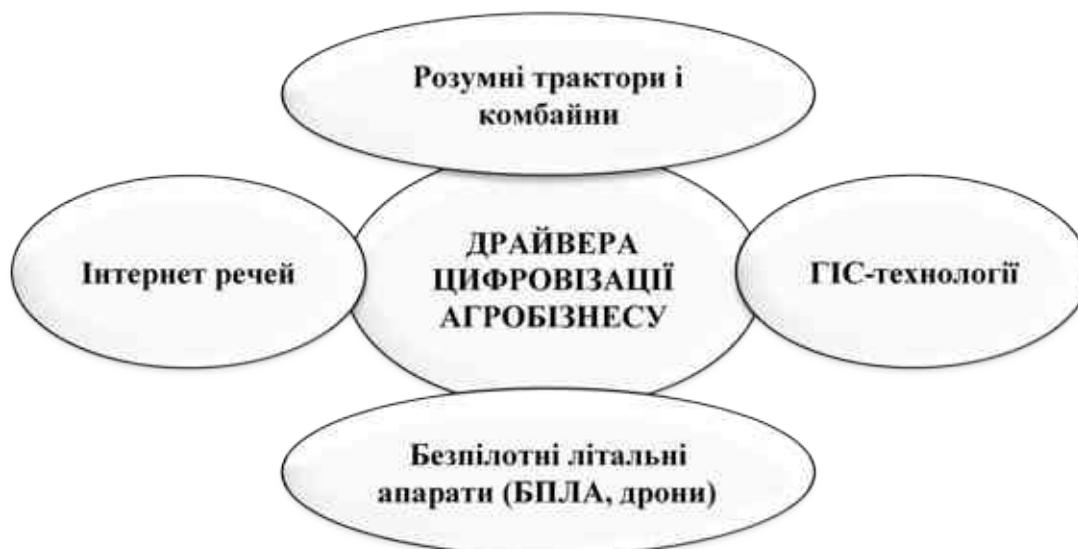 Розумні трактори і
комбайни
Інтернет речей
ДРАЙВЕРА
ЦИФРОВІЗАЦІЇ
АГРОБІЗНЕСУ
ГІС-технології
Безпілотні літальні
апарати (БПЛА, дрони)